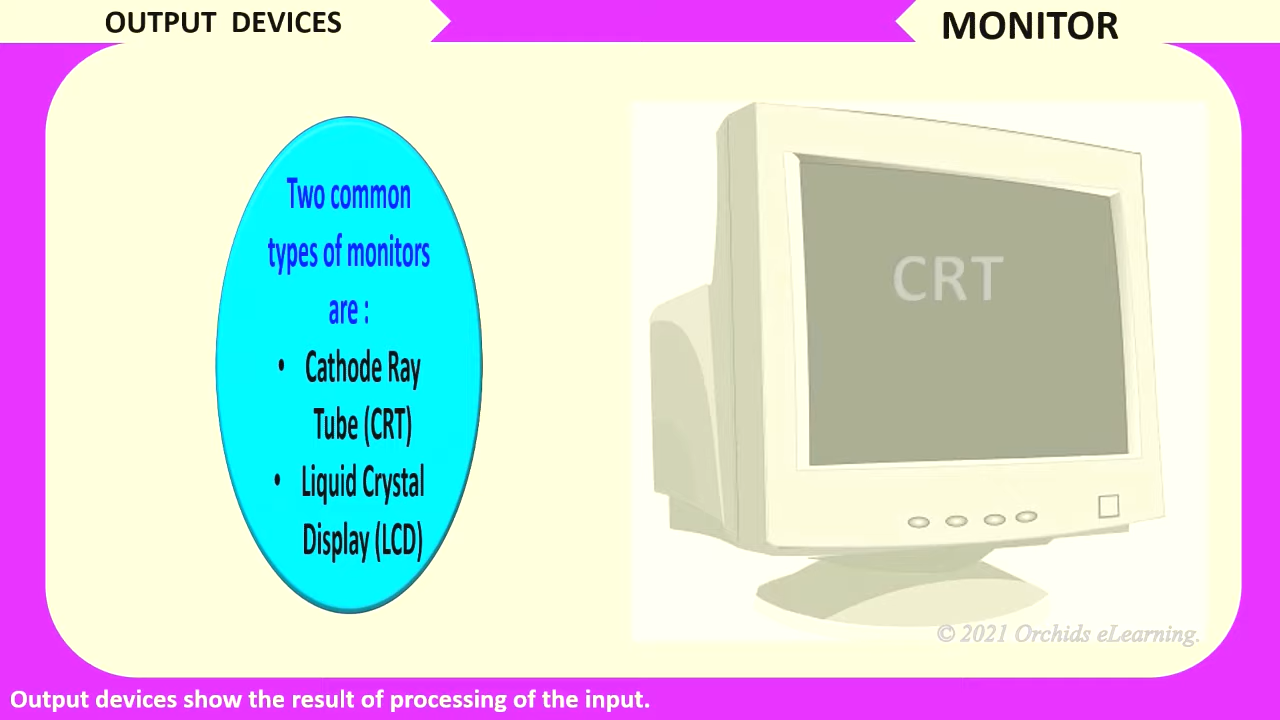 OUTPUT DEVICES
MONITOR
Two common
types of monitors
are :
• Cathode Ray
Tube (CRT)
• Liquid Crystal
Display (LCD)
CRT
© 2021 Orchids eLearning.
Output devices show the result of processing of the input.